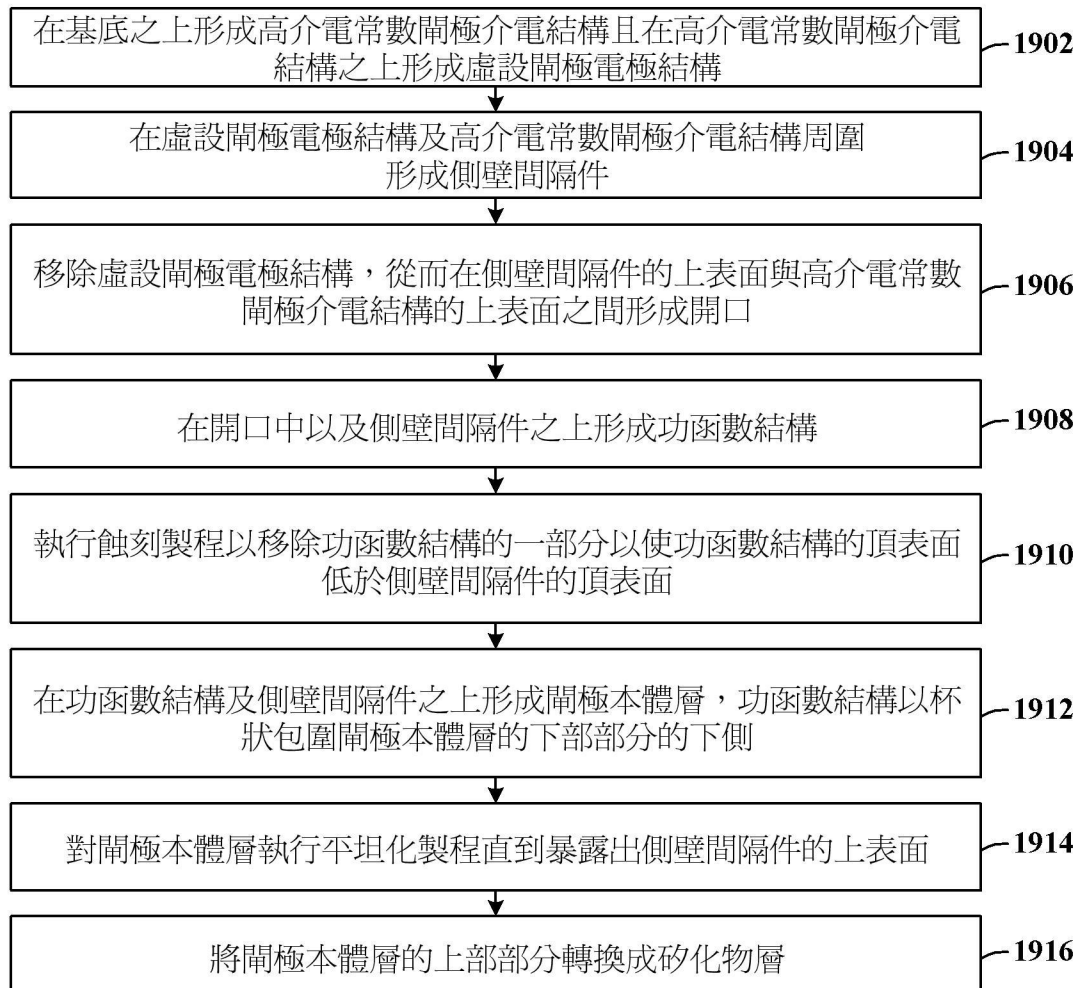 在基底之上形成高介電常數閘極介電結構且在高介電常數閘極介電
結構之上形成虛設閘極電極結構
1902
在虛設閘極電極結構及高介電常數閘極介電結構周圍
形成側壁間隔件
1904
移除虛設閘極電極結構，從而在側壁間隔件的上表面與高介電常數
閘極介電結構的上表面之間形成開口
1906
在開口中以及側壁間隔件之上形成功函數結構
1908
執行蝕刻製程以移除功函數結構的一部分以使功函數結構的頂表面
低於側壁間隔件的頂表面
1910
在功函數結構及側壁間隔件之上形成閘極本體層，功函數結構以杯
狀包圍閘極本體層的下部部分的下側
1912
對閘極本體層執行平坦化製程直到暴露出側壁間隔件的上表面
1914
將閘極本體層的上部部分轉換成矽化物層
1916